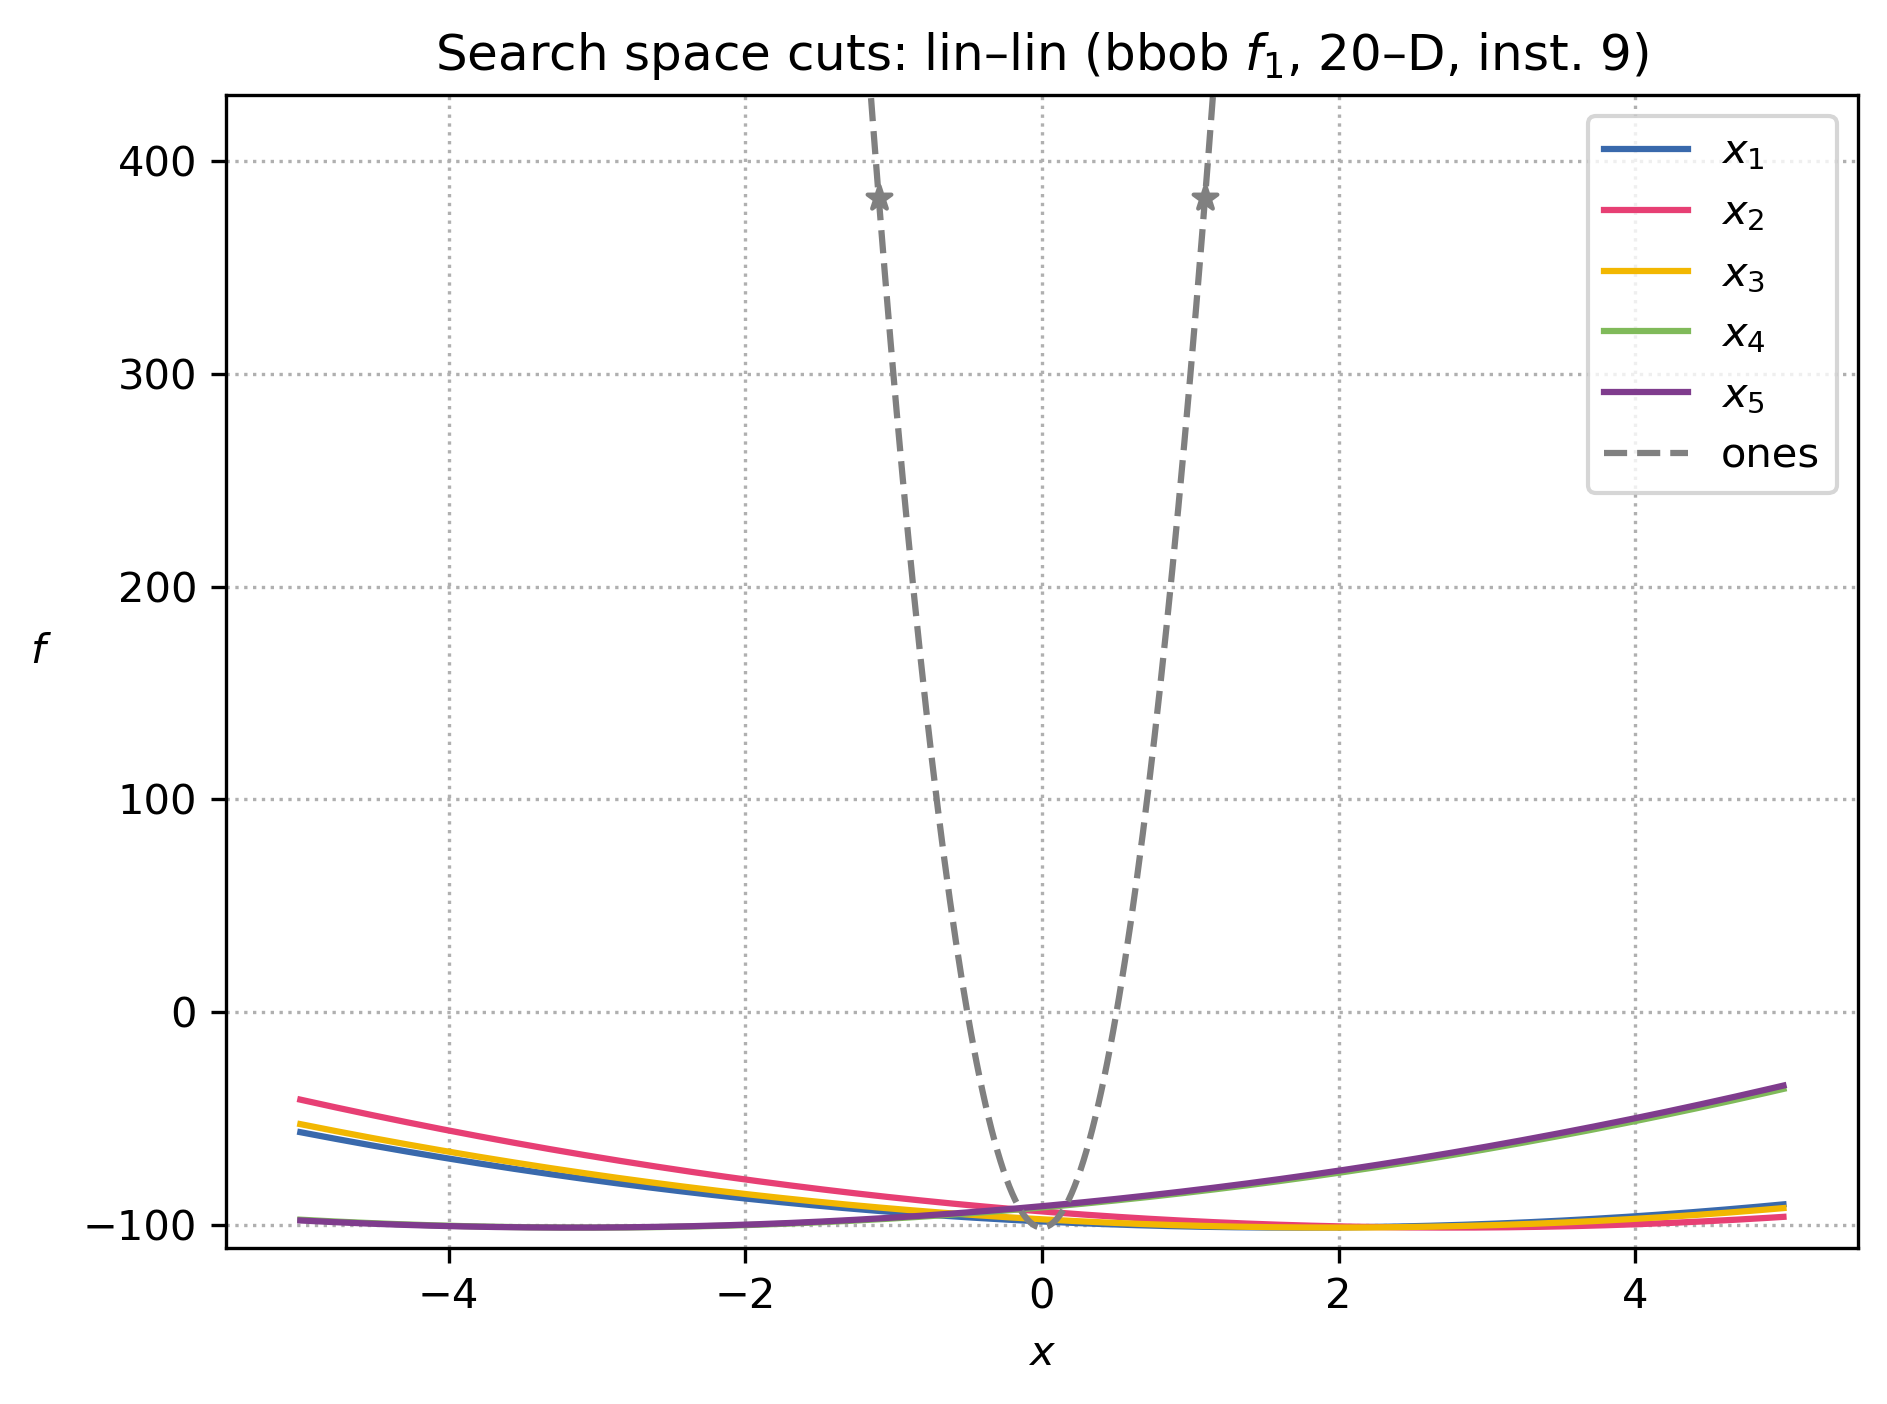 Search space cuts: lin–lin (bbob f₁, 20–D, inst. 9)
400
300
200
100
0
−100
f
−4
−2
0
2
4
x
x₁
x₂
x₃
x₄
x₅
ones